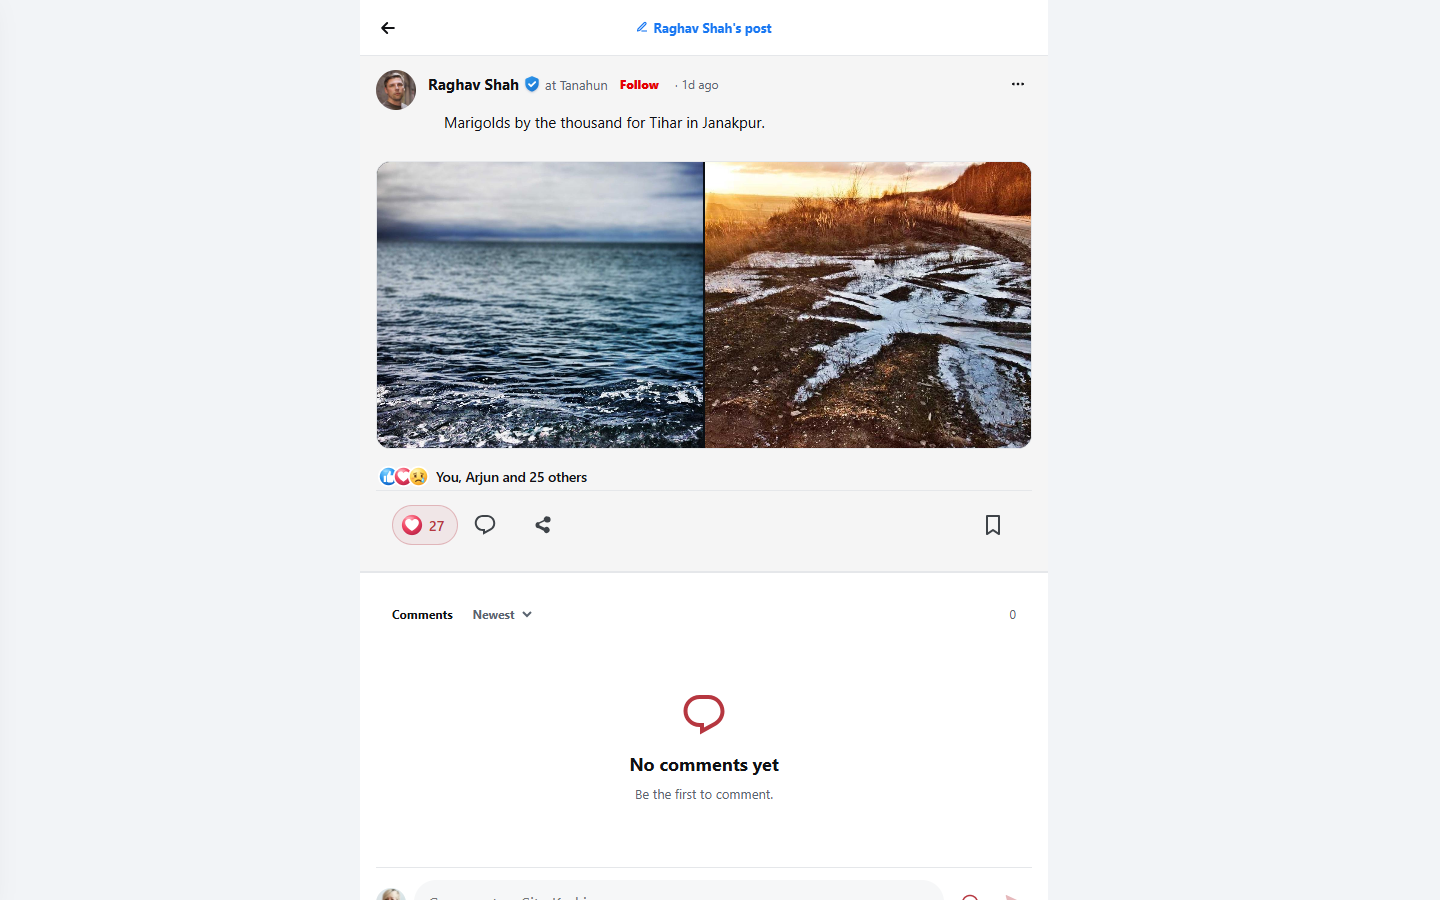 Raghav Shah's post
Raghav Shah at Tanahun Follow · 1d ago
Marigolds by the thousand for Tihar in Janakpur.
You, Arjun and 25 others
27
Comments Newest 0
No comments yet
Be the first to comment.